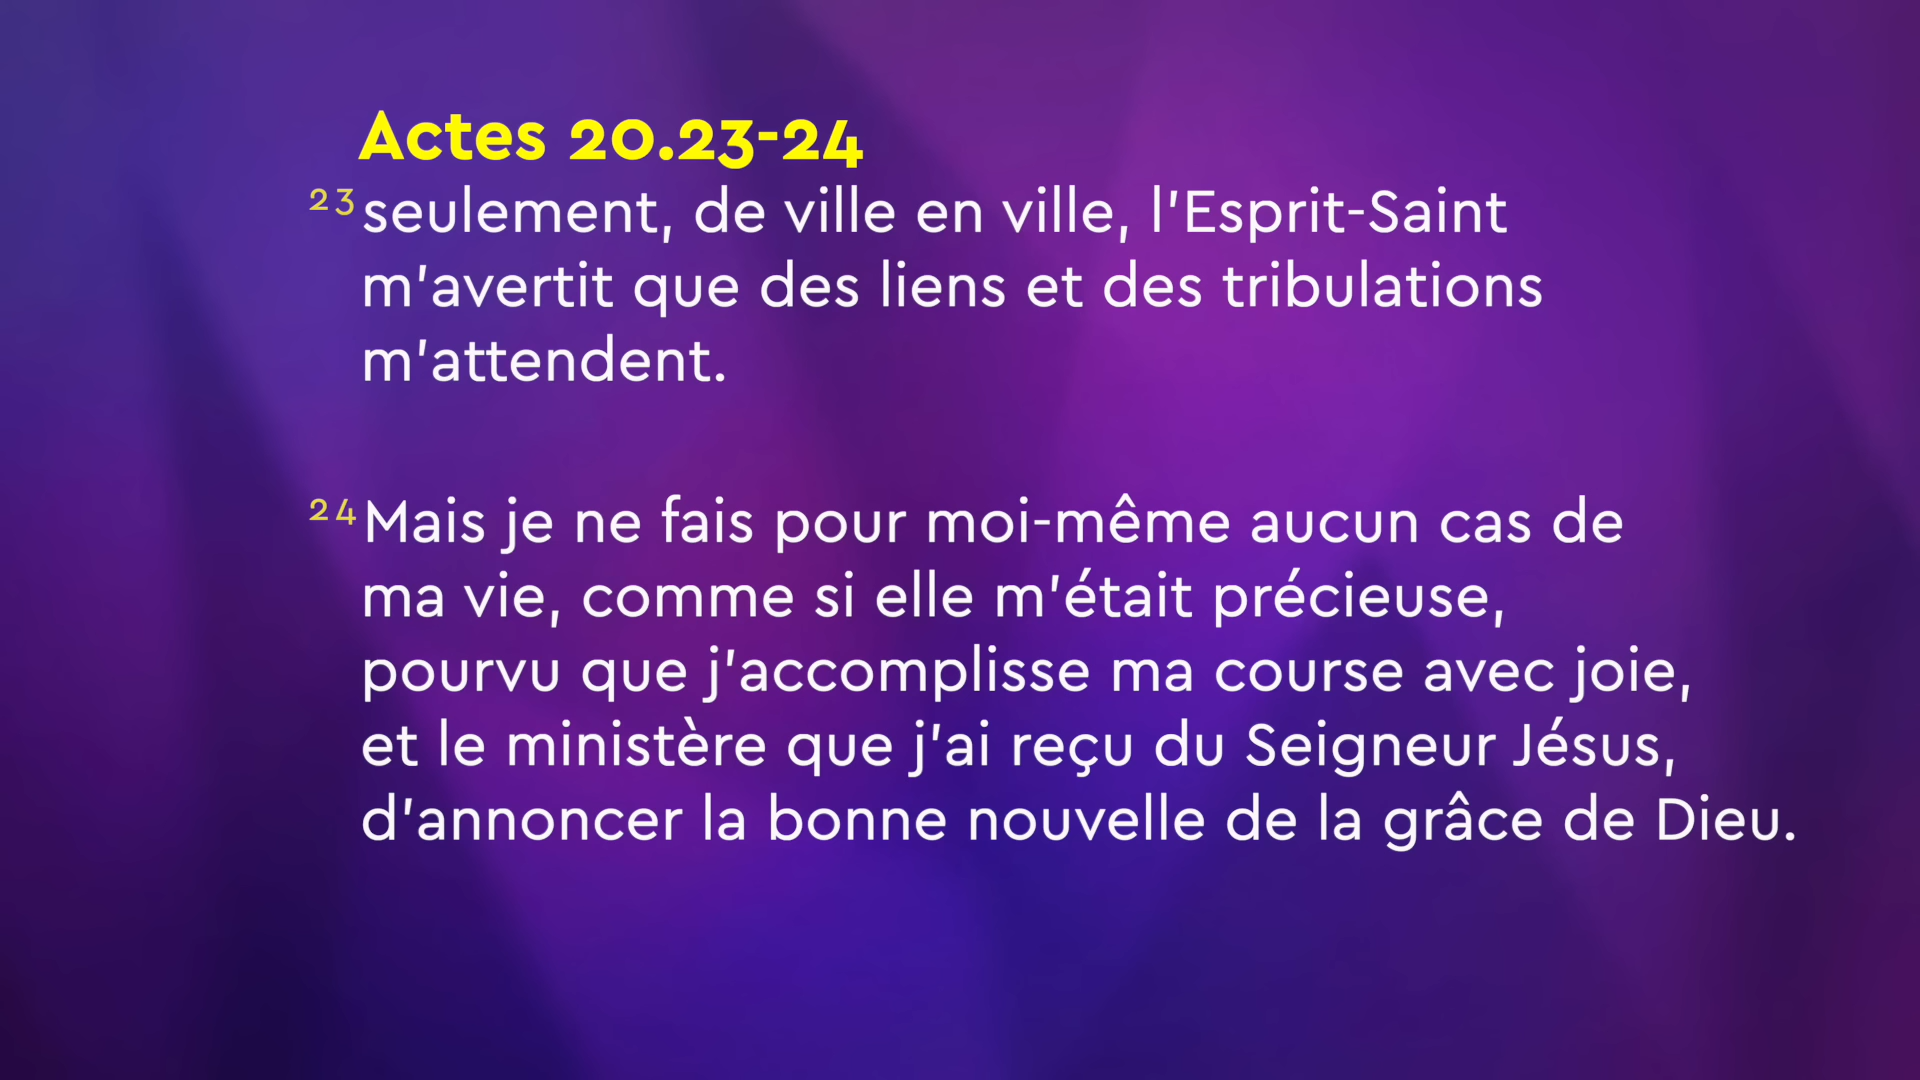 Actes 20.23-24
23 seulement, de ville en ville, l'Esprit-Saint
m'avertit que des liens et des tribulations
m'attendent.
24 Mais je ne fais pour moi-même aucun cas de
ma vie, comme si elle m'était précieuse,
pourvu que j'accomplisse ma course avec joie,
et le ministère que j'ai reçu du Seigneur Jésus,
d'annoncer la bonne nouvelle de la grâce de Dieu.